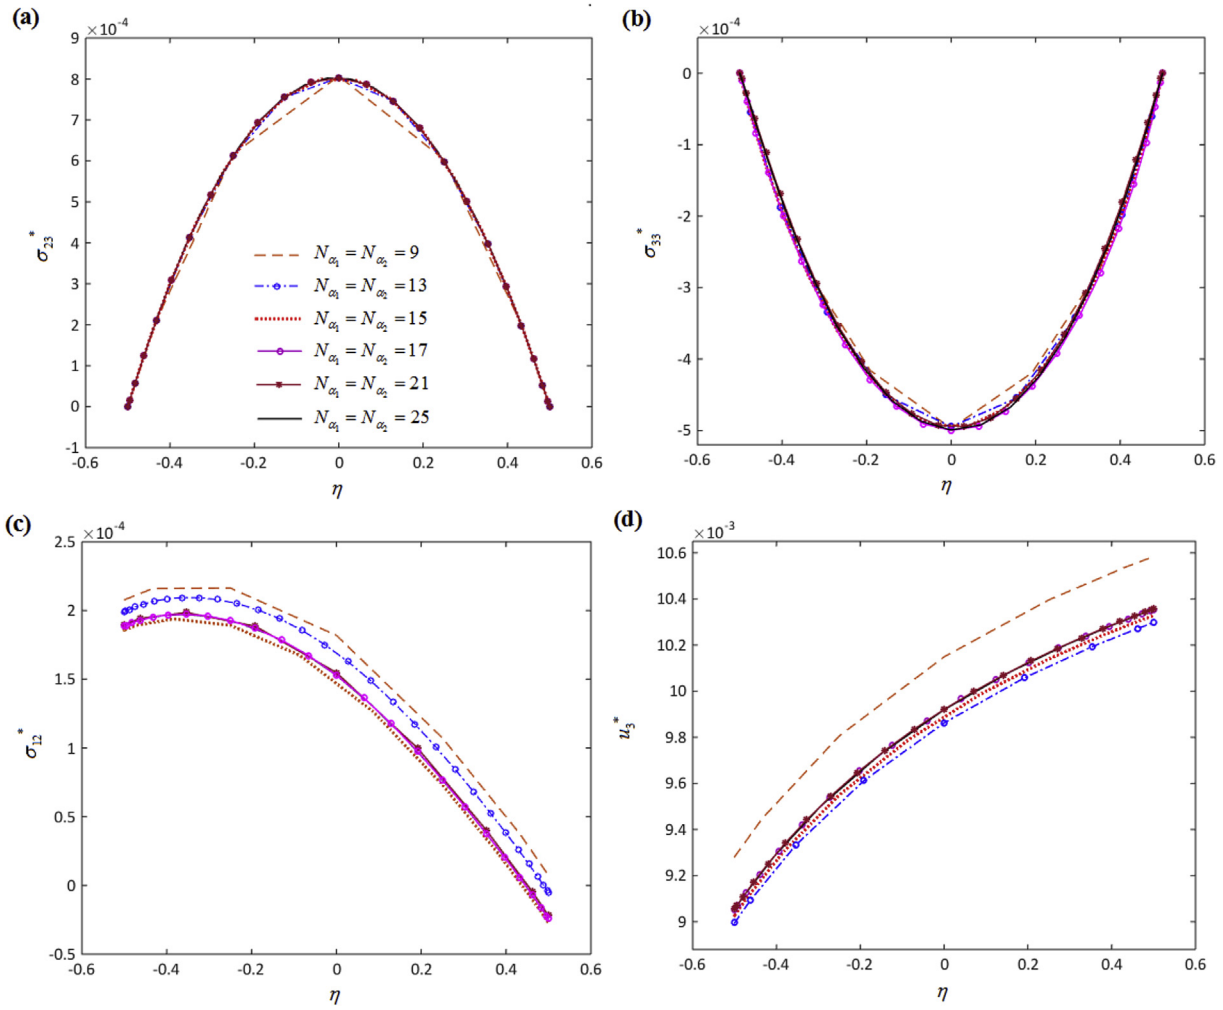 (a)
×10⁻⁴
9
8
7
6
5
4
3
2
1
0
-1
-0.6 -0.4 -0.2 0 0.2 0.4 0.6
σ₂₃*
η
N_α₁ = N_α₂ = 9
N_α₁ = N_α₂ = 13
N_α₁ = N_α₂ = 15
N_α₁ = N_α₂ = 17
N_α₁ = N_α₂ = 21
N_α₁ = N_α₂ = 25
(b)
×10⁻⁴
0
-1
-2
-3
-4
-5
-0.6 -0.4 -0.2 0 0.2 0.4 0.6
σ₃₃*
η
(c)
×10⁻⁴
2.5
2
1.5
1
0.5
0
-0.5
-0.6 -0.4 -0.2 0 0.2 0.4 0.6
σ₁₂*
η
(d)
×10⁻³
10.6
10.4
10.2
10
9.8
9.6
9.4
9.2
9
-0.6 -0.4 -0.2 0 0.2 0.4 0.6
u₃*
η